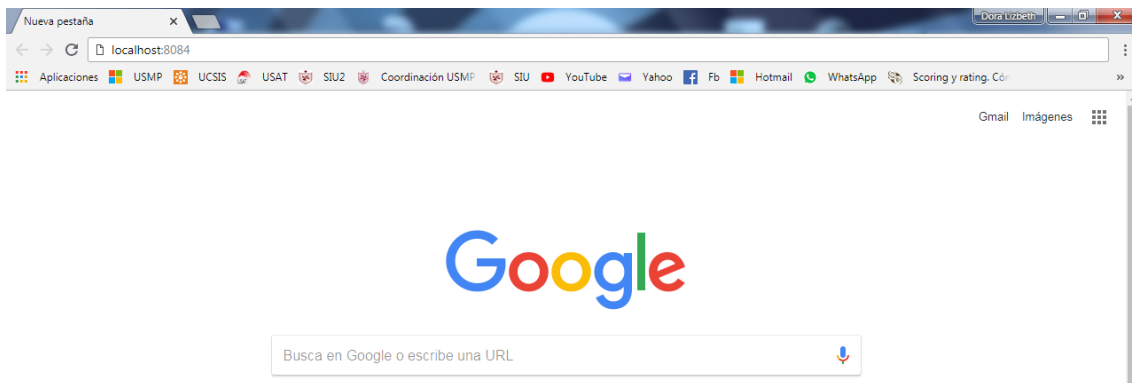 Nueva pestaña
Dora Lizbeth
localhost:8084
Aplicaciones USMP UCSIS USAT SIU2 Coordinación USMP SIU YouTube Yahoo Fb Hotmail WhatsApp Scoring y rating. Cón
Gmail Imágenes
Google
Busca en Google o escribe una URL